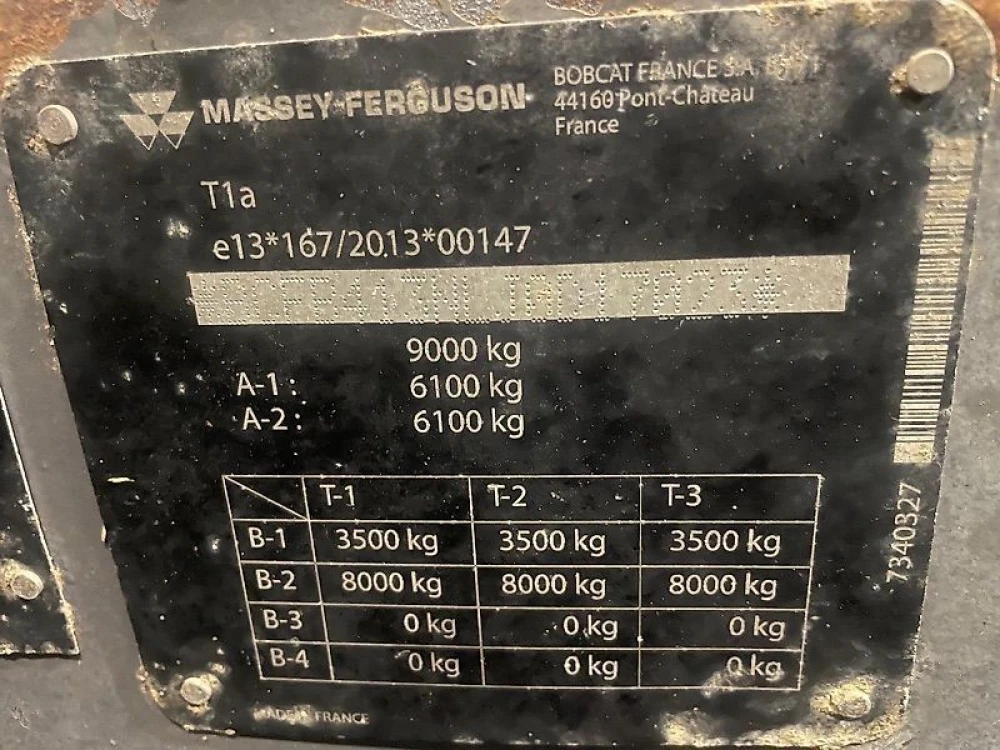 MASSEY-FERGUSON
BOBCAT FRANCE S.A.
44160 Pont-Château
France
T1a
e13*167/2013*00147
9000 kg
A-1: 6100 kg
A-2: 6100 kg
T-1 T-2 T-3
B-1 3500 kg 3500 kg 3500 kg
B-2 8000 kg 8000 kg 8000 kg
B-3 0 kg 0 kg 0 kg
B-4 0 kg 0 kg 0 kg
MADE IN FRANCE
7340327